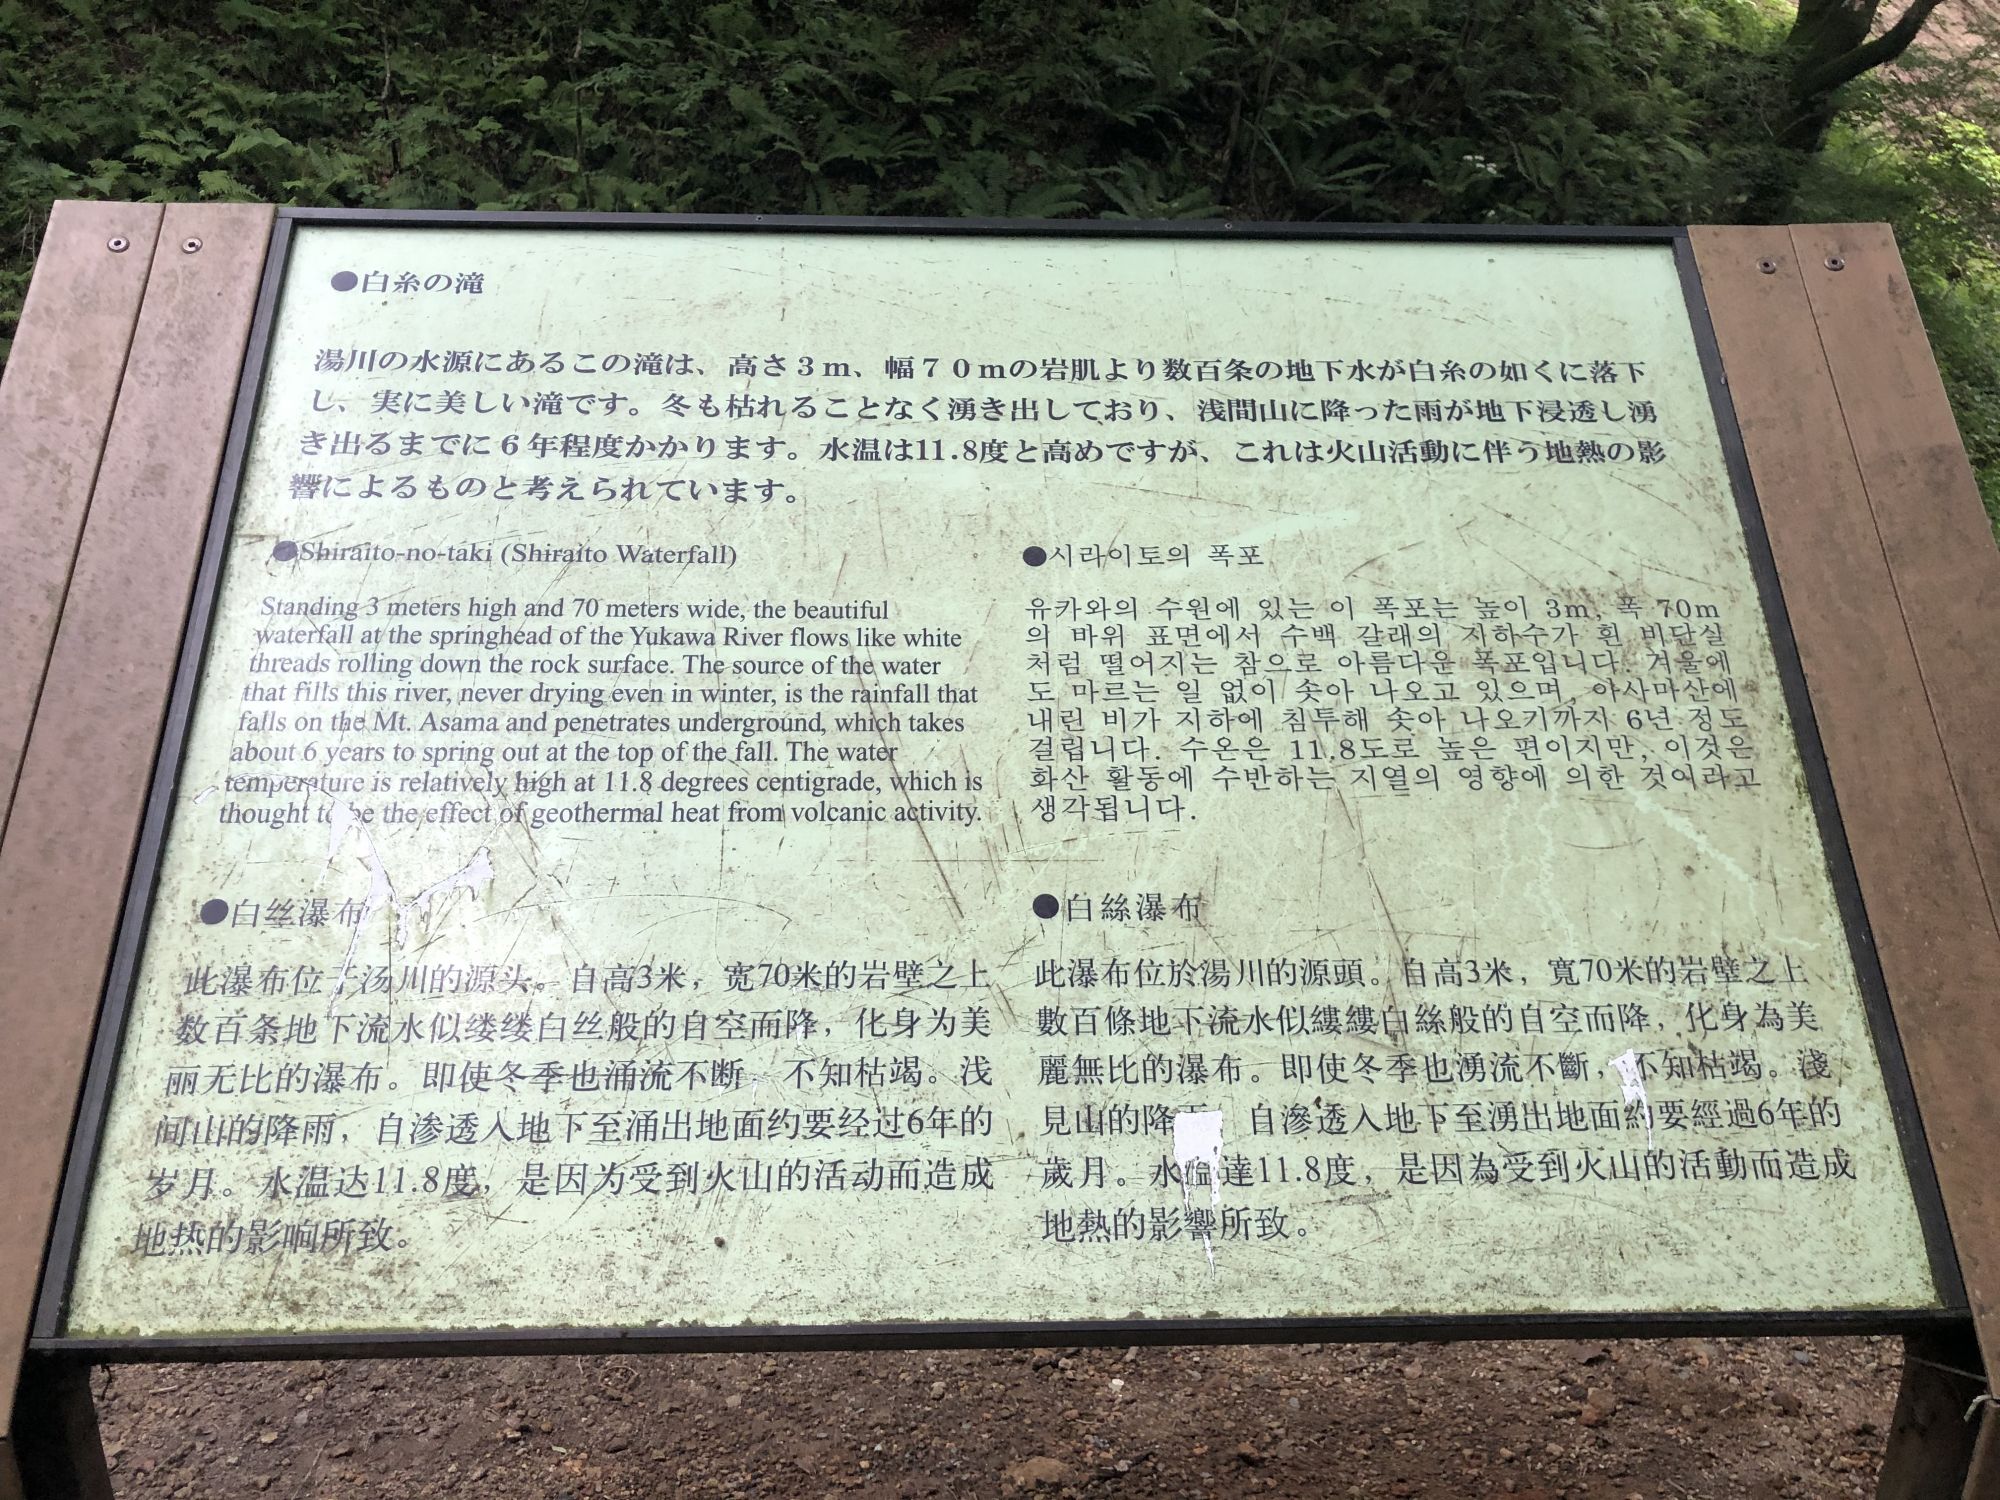 ●白糸の滝
湯川の水源にあるこの滝は、高さ３ｍ、幅７０ｍの岩肌より数百条の地下水が白糸の如くに落下
し、実に美しい滝です。冬も枯れることなく湧き出しており、浅間山に降った雨が地下浸透し湧
き出るまでに６年程度かかります。水温は11.8度と高めですが、これは火山活動に伴う地熱の影
響によるものと考えられています。
●Shiraito-no-taki (Shiraito Waterfall)
Standing 3 meters high and 70 meters wide, the beautiful
waterfall at the springhead of the Yukawa River flows like white
threads rolling down the rock surface. The source of the water
that fills this river, never drying even in winter, is the rainfall that
falls on the Mt. Asama and penetrates underground, which takes
about 6 years to spring out at the top of the fall. The water
temperature is relatively high at 11.8 degrees centigrade, which is
thought to be the effect of geothermal heat from volcanic activity.
●시라이토의 폭포
유카와의 수원에 있는 이 폭포는 높이 3m, 폭 70m
의 바위 표면에서 수백 갈래의 지하수가 흰 비단실
처럼 떨어지는 참으로 아름다운 폭포입니다. 겨울에
도 마르는 일 없이 솟아 나오고 있으며, 아사마산에
내린 비가 지하에 침투해 솟아 나오기까지 6년 정도
걸립니다. 수온은 11.8도로 높은 편이지만, 이것은
화산 활동에 수반하는 지열의 영향에 의한 것이라고
생각됩니다.
●白丝瀑布
此瀑布位于汤川的源头。自高3米，宽70米的岩壁之上
数百条地下流水似缕缕白丝般的自空而降，化身为美
丽无比的瀑布。即使冬季也涌流不断，不知枯竭。浅
间山的降雨，自渗透入地下至涌出地面约要经过6年的
岁月。水温达11.8度，是因为受到火山的活动而造成
地热的影响所致。
●白絲瀑布
此瀑布位於湯川的源頭。自高3米，寬70米的岩壁之上
數百條地下流水似縷縷白絲般的自空而降，化身為美
麗無比的瀑布。即使冬季也湧流不斷，不知枯竭。淺
見山的降雨 自滲透入地下至湧出地面約要經過6年的
歲月。水溫達11.8度，是因為受到火山的活動而造成
地熱的影響所致。